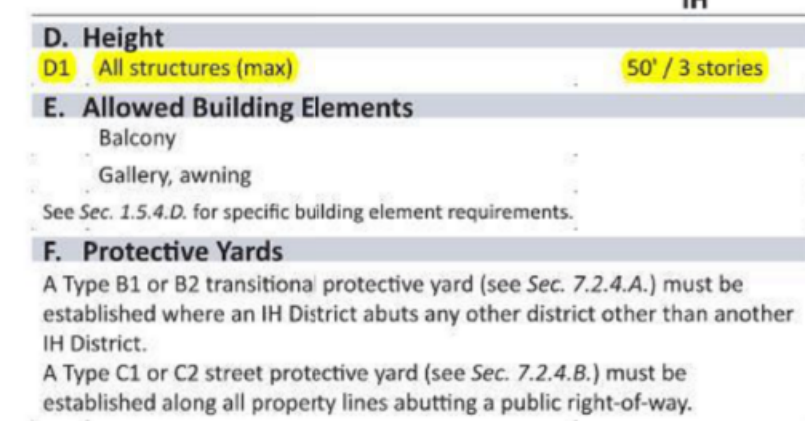 IH
D. Height
D1 All structures (max) 50' / 3 stories
E. Allowed Building Elements
Balcony
Gallery, awning
See Sec. 1.5.4.D. for specific building element requirements.
F. Protective Yards
A Type B1 or B2 transitional protective yard (see Sec. 7.2.4.A.) must be
established where an IH District abuts any other district other than another
IH District.
A Type C1 or C2 street protective yard (see Sec. 7.2.4.B.) must be
established along all property lines abutting a public right-of-way.